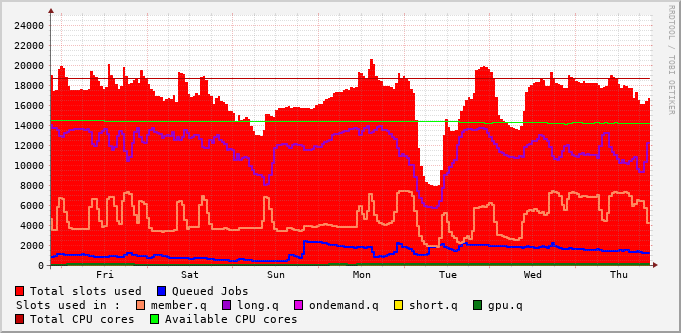 RRDTOOL / TOBI OETIKER
24000
22000
20000
18000
16000
14000
12000
10000
8000
6000
4000
2000
0
Fri Sat Sun Mon Tue Wed Thu
Total slots used Queued Jobs
Slots used in : member.q long.q ondemand.q short.q gpu.q
Total CPU cores Available CPU cores